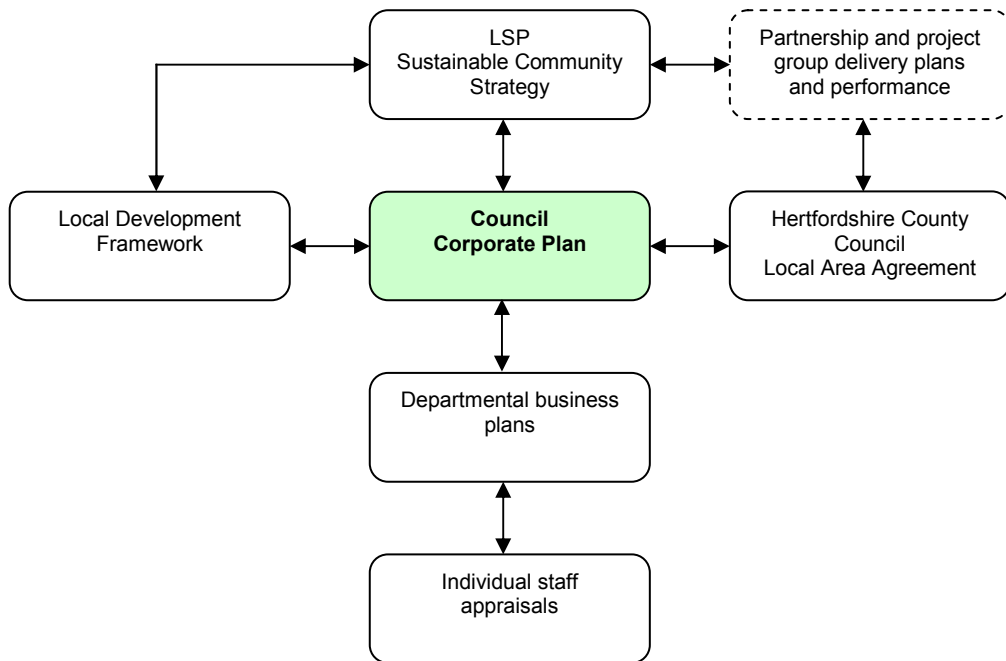 LSP
Sustainable Community
Strategy
Partnership and project
group delivery plans
and performance
Local Development
Framework
Council
Corporate Plan
Hertfordshire County
Council
Local Area Agreement
Departmental business
plans
Individual staff
appraisals